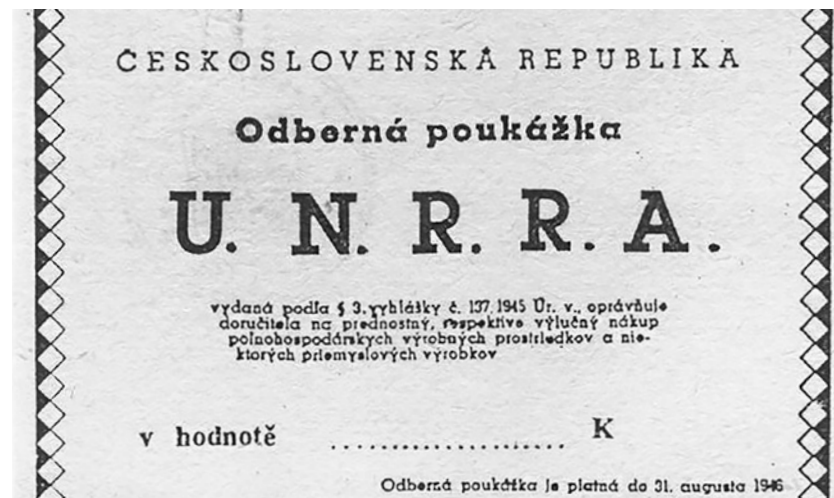 ČESKOSLOVENSKÁ REPUBLIKA
Odberná poukážka
U. N. R. R. A.
vydaná podľa § 3. vyhlášky č. 137/1945 Úr. v., oprávňuje
doručiteľa na prednostný, respektíve výlučný nákup
poľnohospodárskych výrobných prostriedkov a nie-
ktorých priemyslových výrobkov
v hodnotě ..................... K
Odberná poukážka je platná do 31. augusta 1946